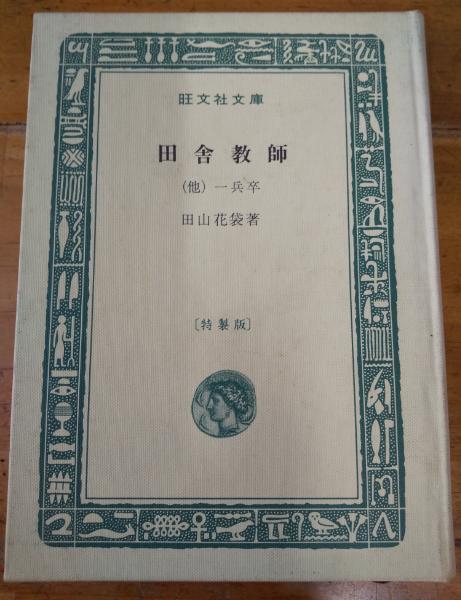 旺文社文庫
田舎教師
(他) 一兵卒
田山花袋著
〔特製版〕